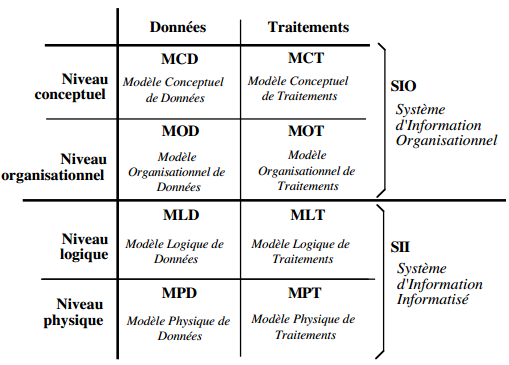 Données
Traitements
Niveau
conceptuel
MCD
Modèle Conceptuel
de Données
MCT
Modèle Conceptuel
de Traitements
SIO
Système
d'Information
Organisationnel
Niveau
organisationnel
MOD
Modèle
Organisationnel de
Données
MOT
Modèle
Organisationnel de
Traitements
Niveau
logique
MLD
Modèle Logique de
Données
MLT
Modèle Logique de
Traitements
SII
Système
d'Information
Informatisé
Niveau
physique
MPD
Modèle Physique de
Données
MPT
Modèle Physique de
Traitements